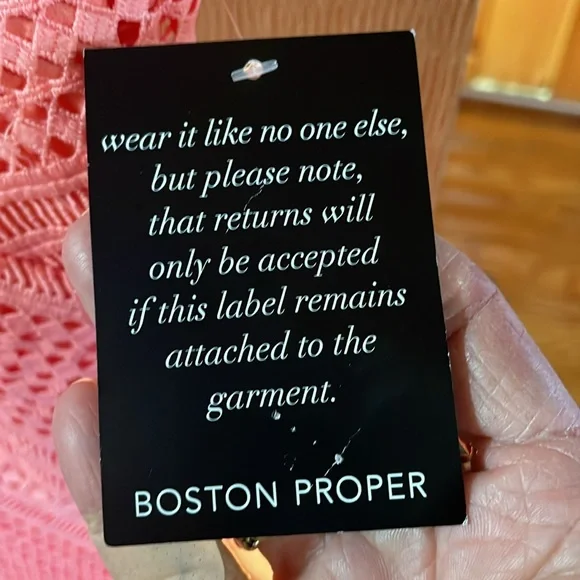 wear it like no one else,
but please note,
that returns will
only be accepted
if this label remains
attached to the
garment.
BOSTON PROPER